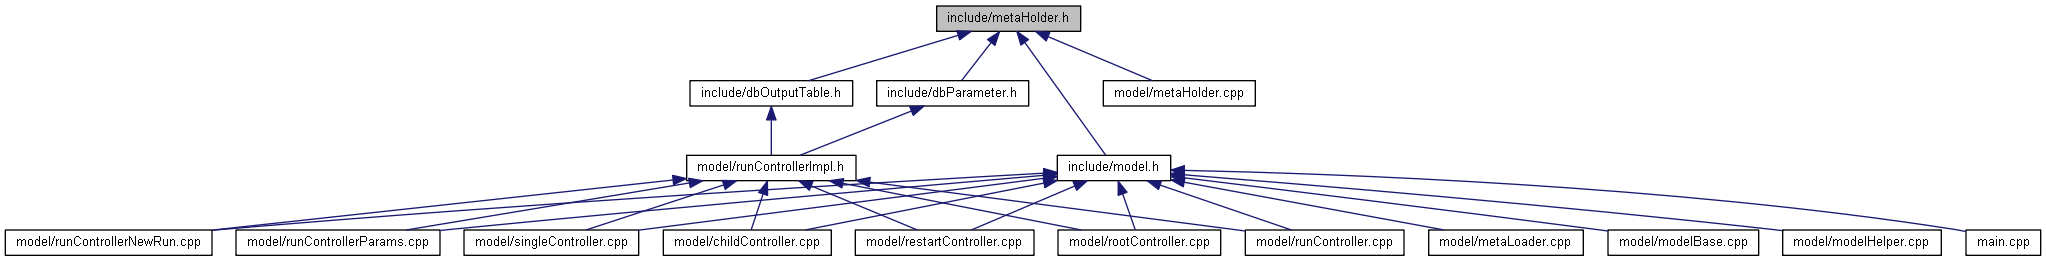 include/metaHolder.h
include/dbOutputTable.h
include/dbParameter.h
model/metaHolder.cpp
model/runControllerImpl.h
include/model.h
model/runControllerNewRun.cpp
model/runControllerParams.cpp
model/singleController.cpp
model/childController.cpp
model/restartController.cpp
model/rootController.cpp
model/runController.cpp
model/metaLoader.cpp
model/modelBase.cpp
model/modelHelper.cpp
main.cpp